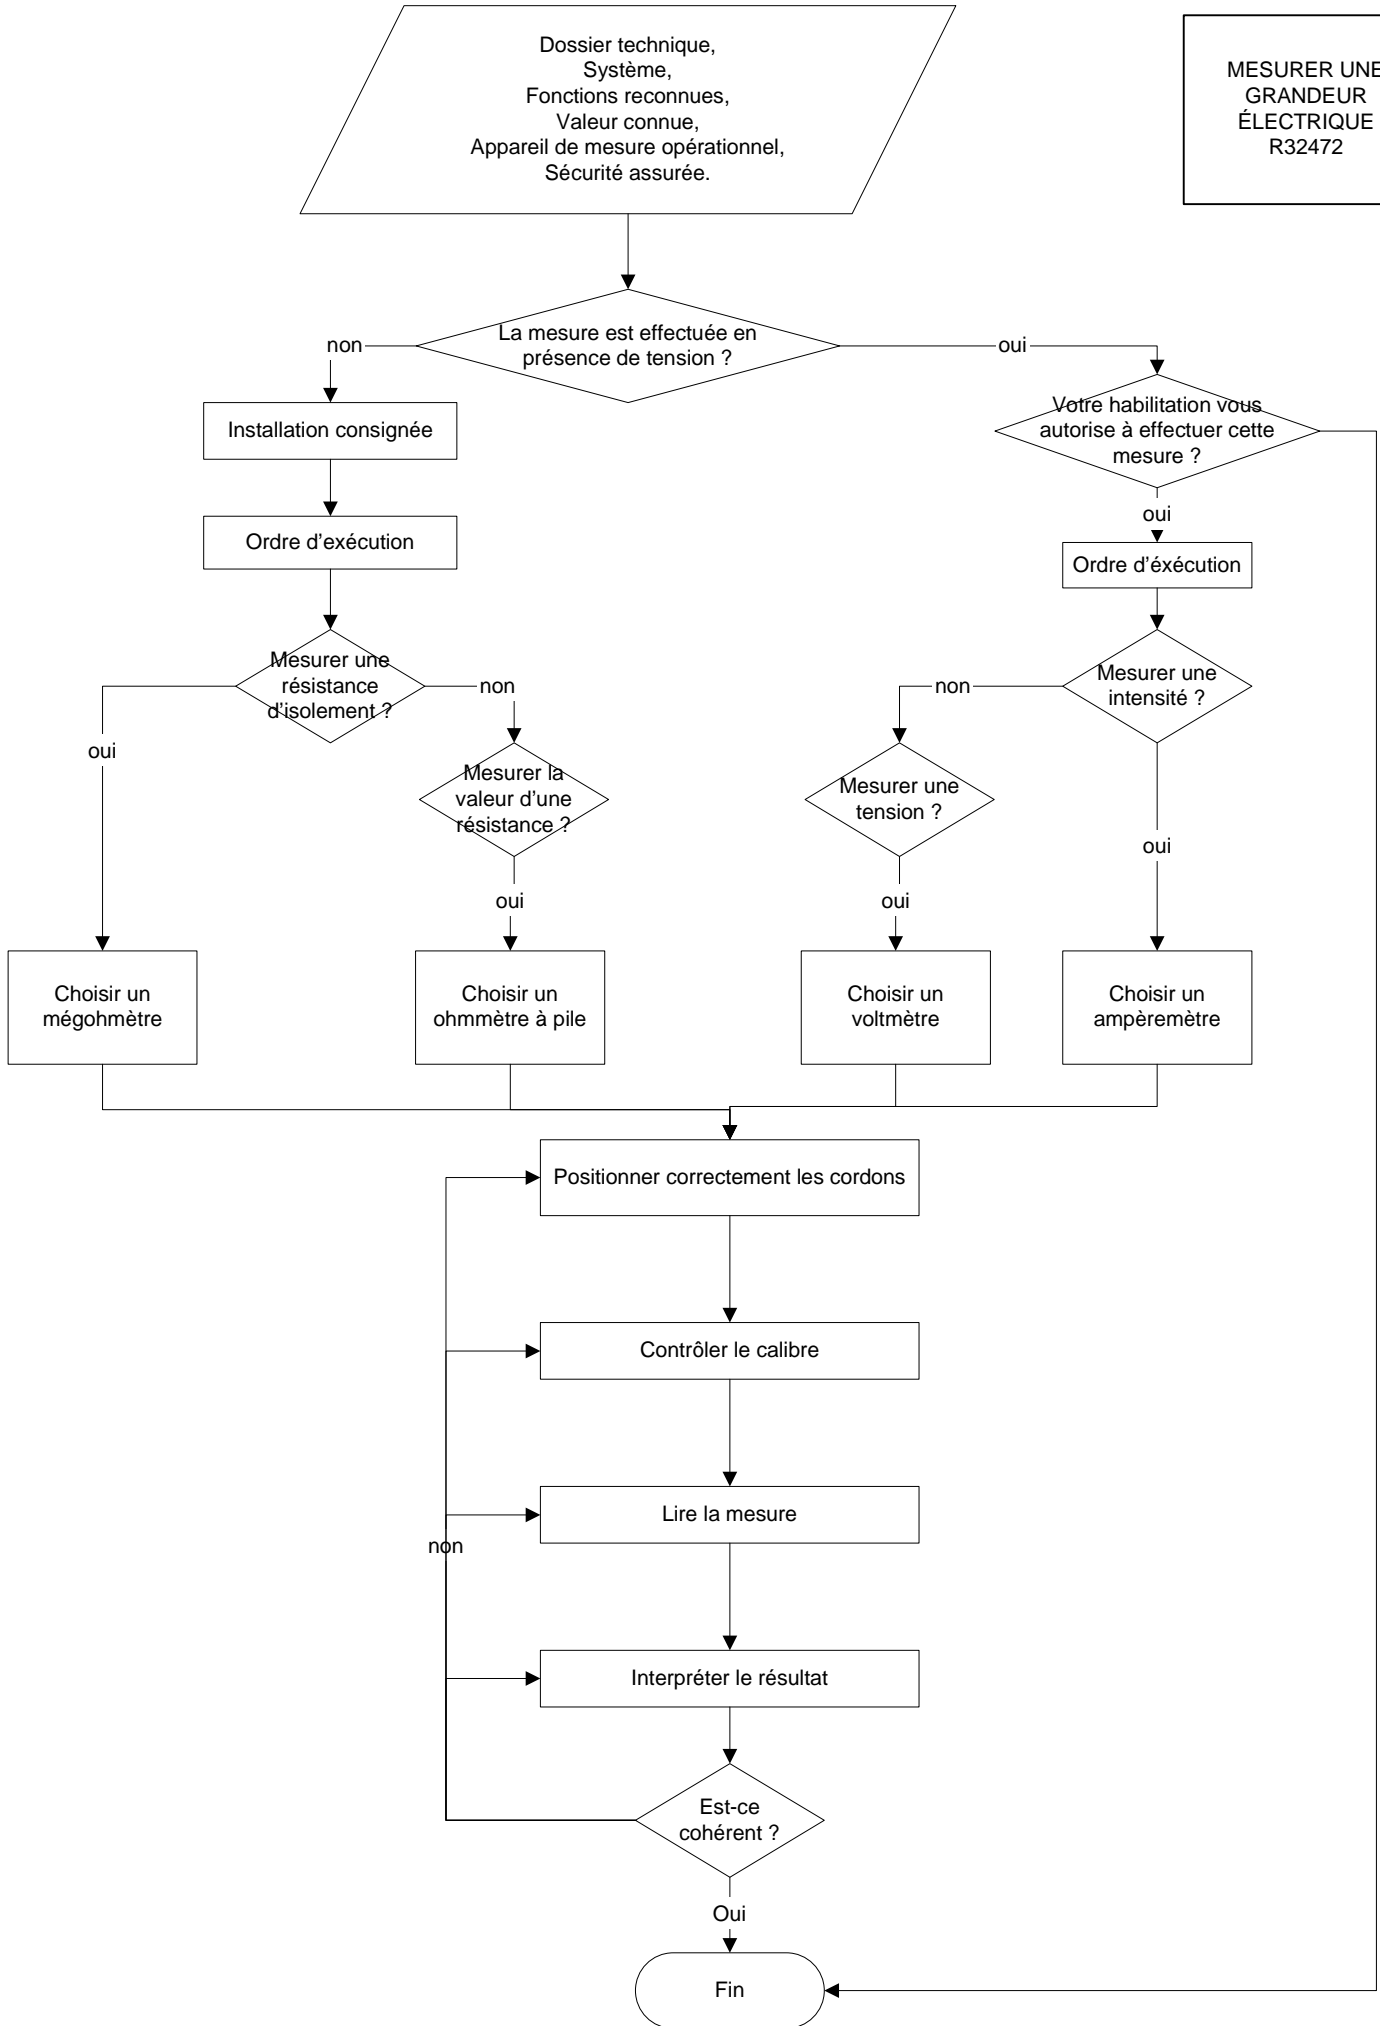 Dossier technique,
Système,
Fonctions reconnues,
Valeur connue,
Appareil de mesure opérationnel,
Sécurité assurée.
MESURER UNE
GRANDEUR
ÉLECTRIQUE
R32472
La mesure est effectuée en
présence de tension ?
non
oui
Installation consignée
Votre habilitation vous
autorise à effectuer cette
mesure ?
Ordre d'exécution
oui
Ordre d'éxécution
Mesurer une
résistance
d'isolement ?
non
oui
Mesurer une
intensité ?
non
Mesurer la
valeur d'une
résistance ?
Mesurer une
tension ?
oui
oui
oui
Choisir un
mégohmètre
Choisir un
ohmmètre à pile
Choisir un
voltmètre
Choisir un
ampèremètre
Positionner correctement les cordons
Contrôler le calibre
Lire la mesure
non
Interpréter le résultat
Est-ce
cohérent ?
Oui
Fin